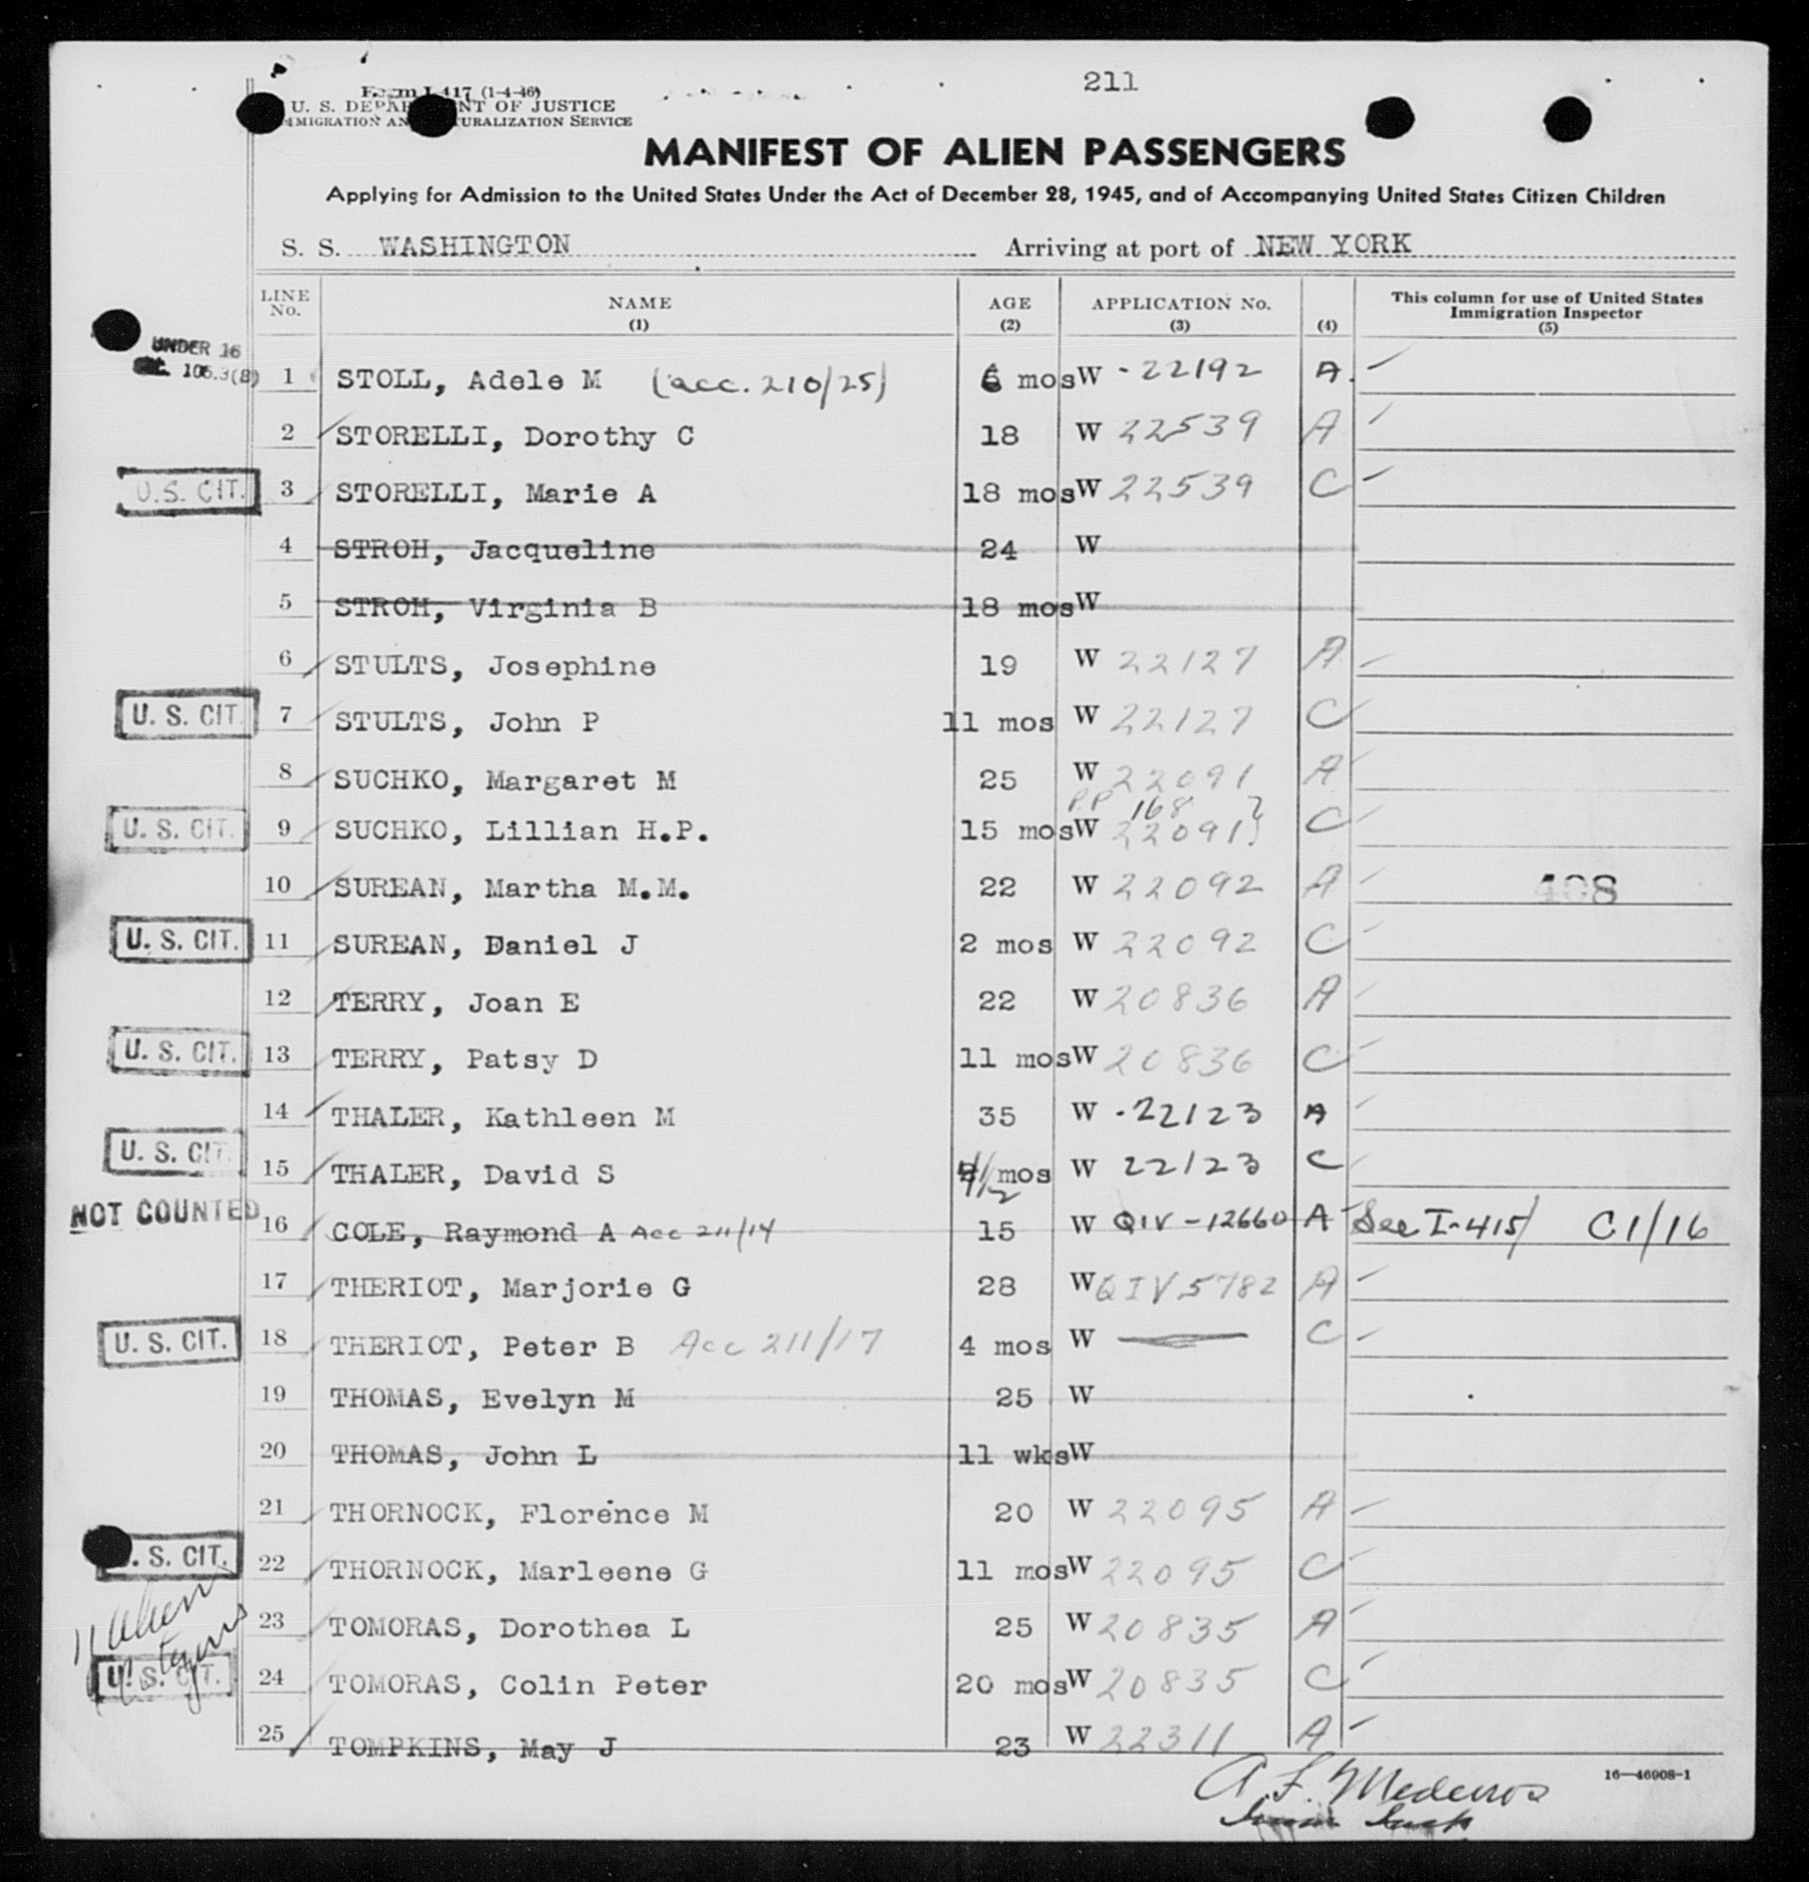 211
Form I-417 (1-4-46)
U. S. DEPARTMENT OF JUSTICE
IMMIGRATION AND NATURALIZATION SERVICE
MANIFEST OF ALIEN PASSENGERS
Applying for Admission to the United States Under the Act of December 28, 1945, and of Accompanying United States Citizen Children
S. S. WASHINGTON Arriving at port of NEW YORK
LINE No. NAME (1) AGE (2) APPLICATION No. (3) (4) This column for use of United States Immigration Inspector (5)
UNDER 16
106.3(B)
1 STOLL, Adele M (acc. 210/25) 6 mos W - 22192 A
2 STORELLI, Dorothy C 18 W 22539 A
U.S. CIT. 3 STORELLI, Marie A 18 mos W 22539 C
4 STROH, Jacqueline 24 W
5 STROH, Virginia B 18 mos W
6 STULTS, Josephine 19 W 22127 A
U. S. CIT. 7 STULTS, John P 11 mos W 22127 C
8 SUCHKO, Margaret M 25 W 22091 A
PP 168
U. S. CIT. 9 SUCHKO, Lillian H.P. 15 mos W 22091 C
10 SUREAN, Martha M.M. 22 W 22092 A 408
U. S. CIT. 11 SUREAN, Daniel J 2 mos W 22092 C
12 TERRY, Joan E 22 W 20836 A
U. S. CIT. 13 TERRY, Patsy D 11 mos W 20836 C
14 THALER, Kathleen M 35 W - 22123 A
U. S. CIT. 15 THALER, David S 4 1/2 mos W 22123 C
NOT COUNTED 16 COLE, Raymond A Acc 211/14 15 W QIV - 12660 A See I-415 C1/16
17 THERIOT, Marjorie G 28 W QIV 5782 A
U. S. CIT. 18 THERIOT, Peter B Acc 211/17 4 mos W C
19 THOMAS, Evelyn M 25 W
20 THOMAS, John L 11 wks W
21 THORNOCK, Florence M 20 W 22095 A
. S. CIT. 22 THORNOCK, Marleene G 11 mos W 22095 C
23 TOMORAS, Dorothea L 25 W 20835 A
U. S. CIT. 24 TOMORAS, Colin Peter 20 mos W 20835 C
25 TOMPKINS, May J 23 W 22311 A
16—46908-1
A. F. Medeiros